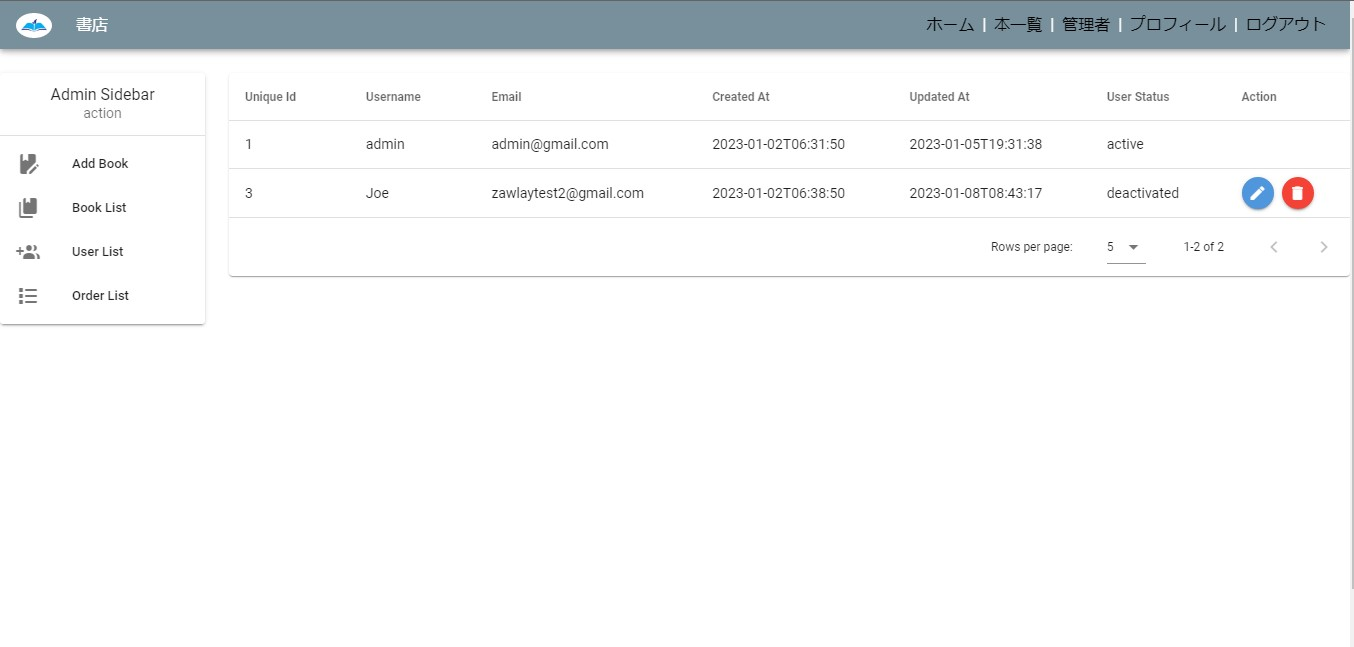 書店
ホーム | 本一覧 | 管理者 | プロフィール | ログアウト
Admin Sidebar
action
Add Book
Book List
User List
Order List
Unique Id Username Email Created At Updated At User Status Action
1 admin admin@gmail.com 2023-01-02T06:31:50 2023-01-05T19:31:38 active
3 Joe zawlaytest2@gmail.com 2023-01-02T06:38:50 2023-01-08T08:43:17 deactivated
Rows per page: 5 1-2 of 2